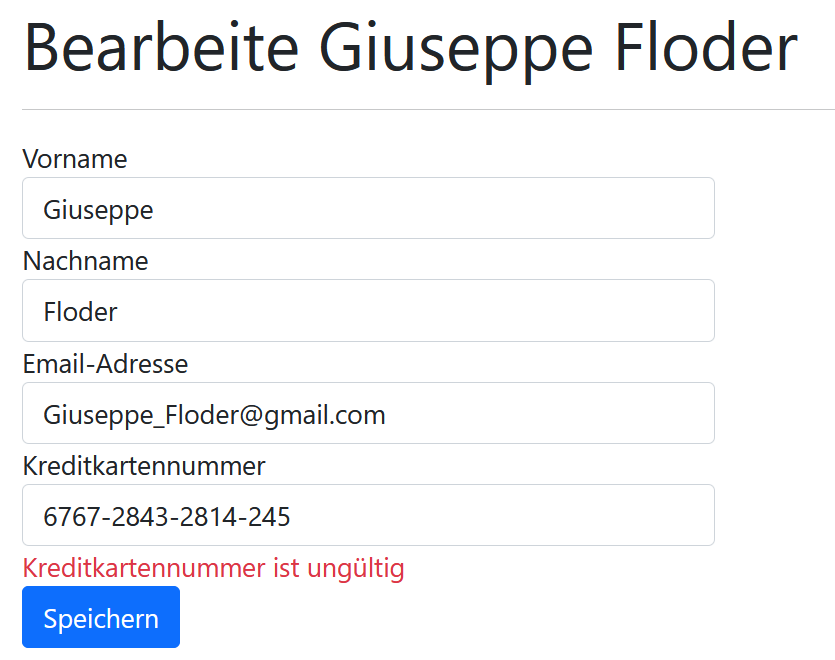 Bearbeite Giuseppe Floder
Vorname
Giuseppe
Nachname
Floder
Email-Adresse
Giuseppe_Floder@gmail.com
Kreditkartennummer
6767-2843-2814-245
Kreditkartennummer ist ungültig
Speichern